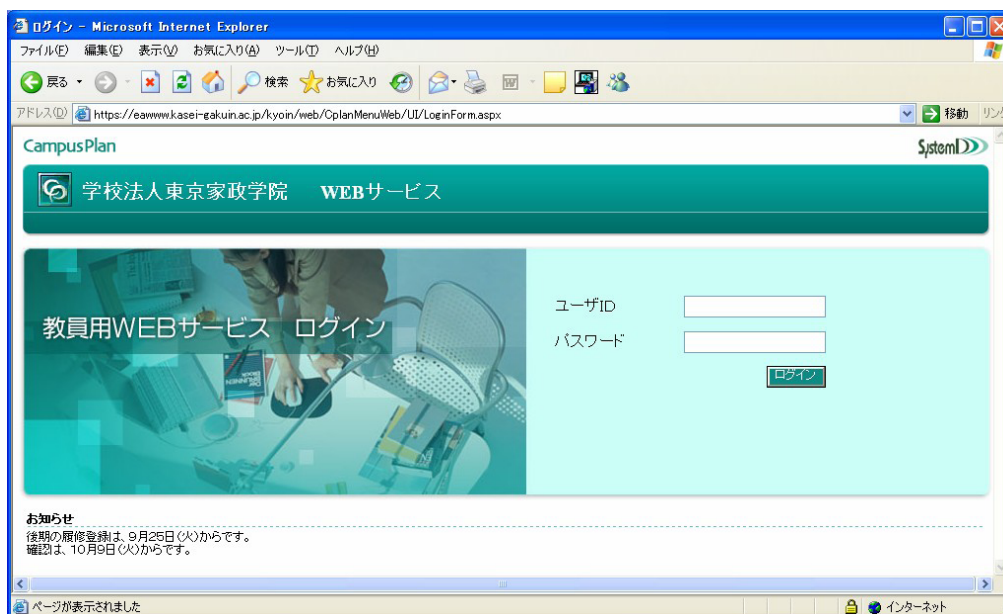 ログイン - Microsoft Internet Explorer
ファイル(F) 編集(E) 表示(V) お気に入り(A) ツール(T) ヘルプ(H)
戻る 検索 お気に入り
アドレス(D) https://eawww.kasei-gakuin.ac.jp/kyoin/web/CplanMenuWeb/UI/LoginForm.aspx 移動
CampusPlan SystemD
学校法人東京家政学院 WEBサービス
教員用WEBサービス ログイン
ユーザID
パスワード
ログイン
お知らせ
後期の履修登録は、9月25日(火)からです。
確認は、10月9日(火)からです。
ページが表示されました インターネット